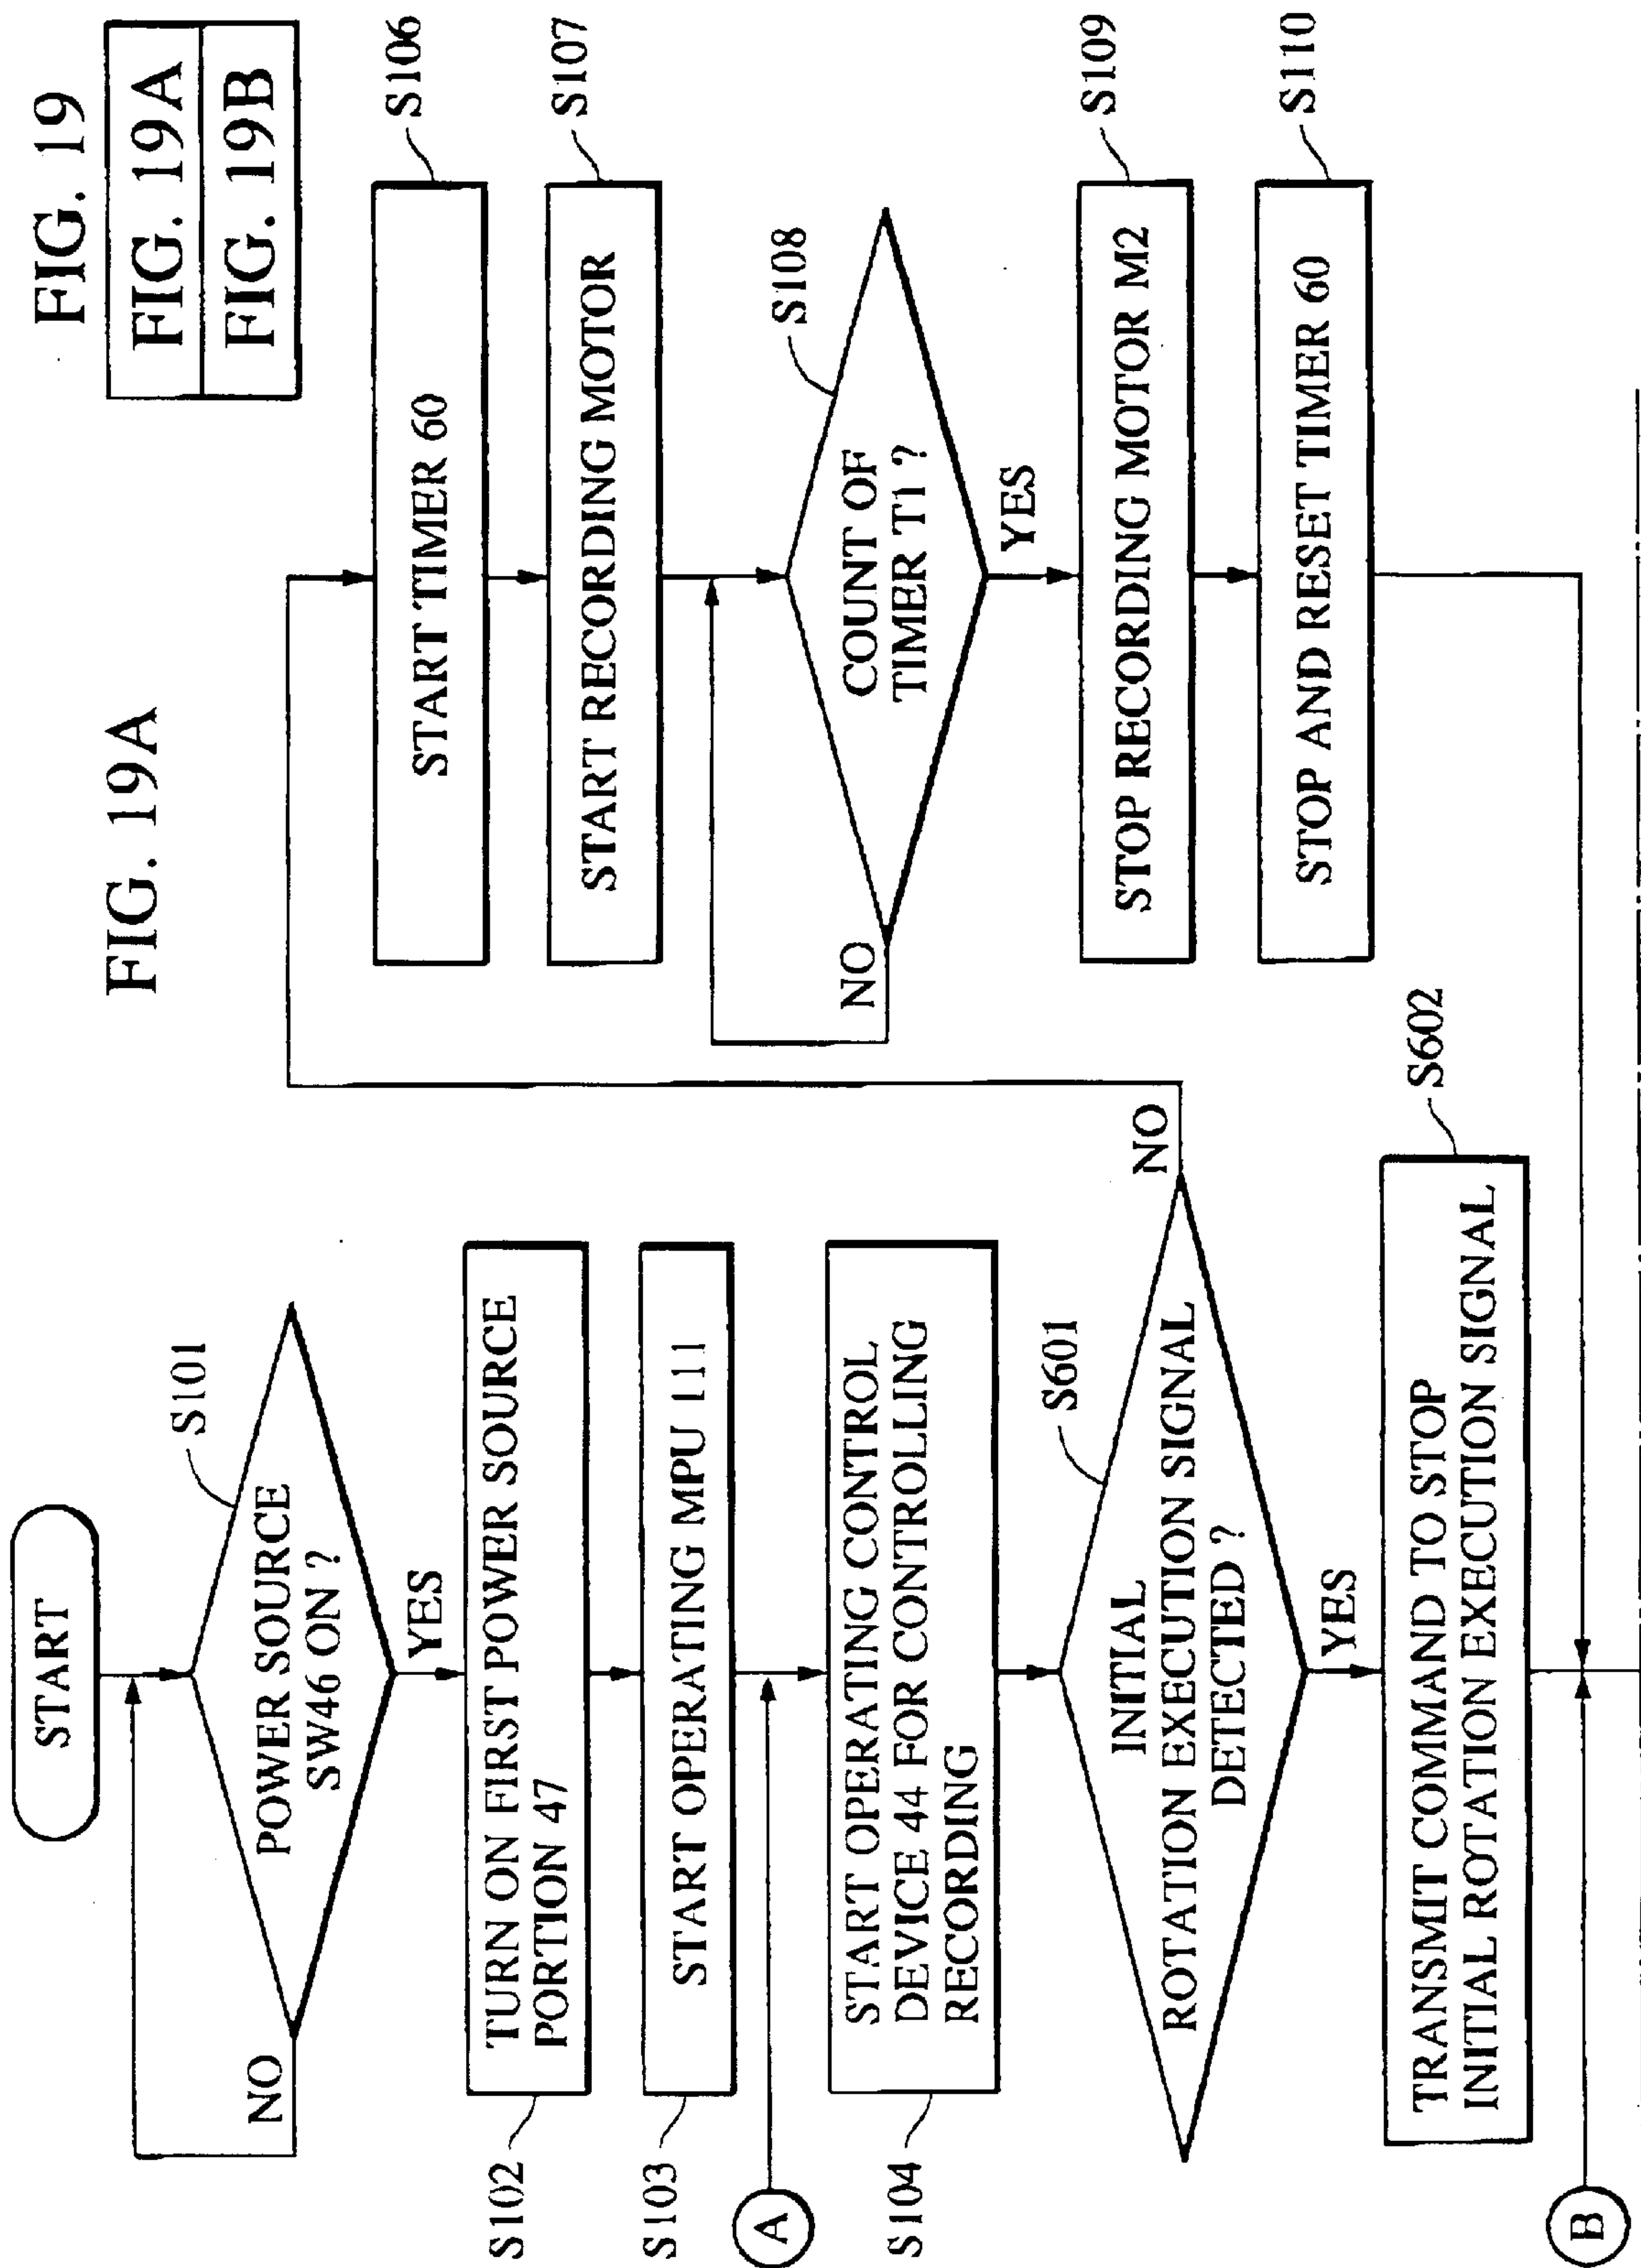 FIG. 19
FIG. 19A
FIG. 19B
FIG. 19A
START
S101
POWER SOURCE
SW46 ON ?
NO
YES
S102
TURN ON FIRST POWER SOURCE
PORTION 47
S103
START OPERATING MPU 111
A
S104
START OPERATING CONTROL
DEVICE 44 FOR CONTROLLING
RECORDING
S601
INITIAL
ROTATION EXECUTION SIGNAL
DETECTED ?
NO
YES
S602
TRANSMIT COMMAND TO STOP
INITIAL ROTATION EXECUTION SIGNAL
B
S106
START TIMER 60
S107
START RECORDING MOTOR
S108
COUNT OF
TIMER T1 ?
NO
YES
S109
STOP RECORDING MOTOR M2
S110
STOP AND RESET TIMER 60